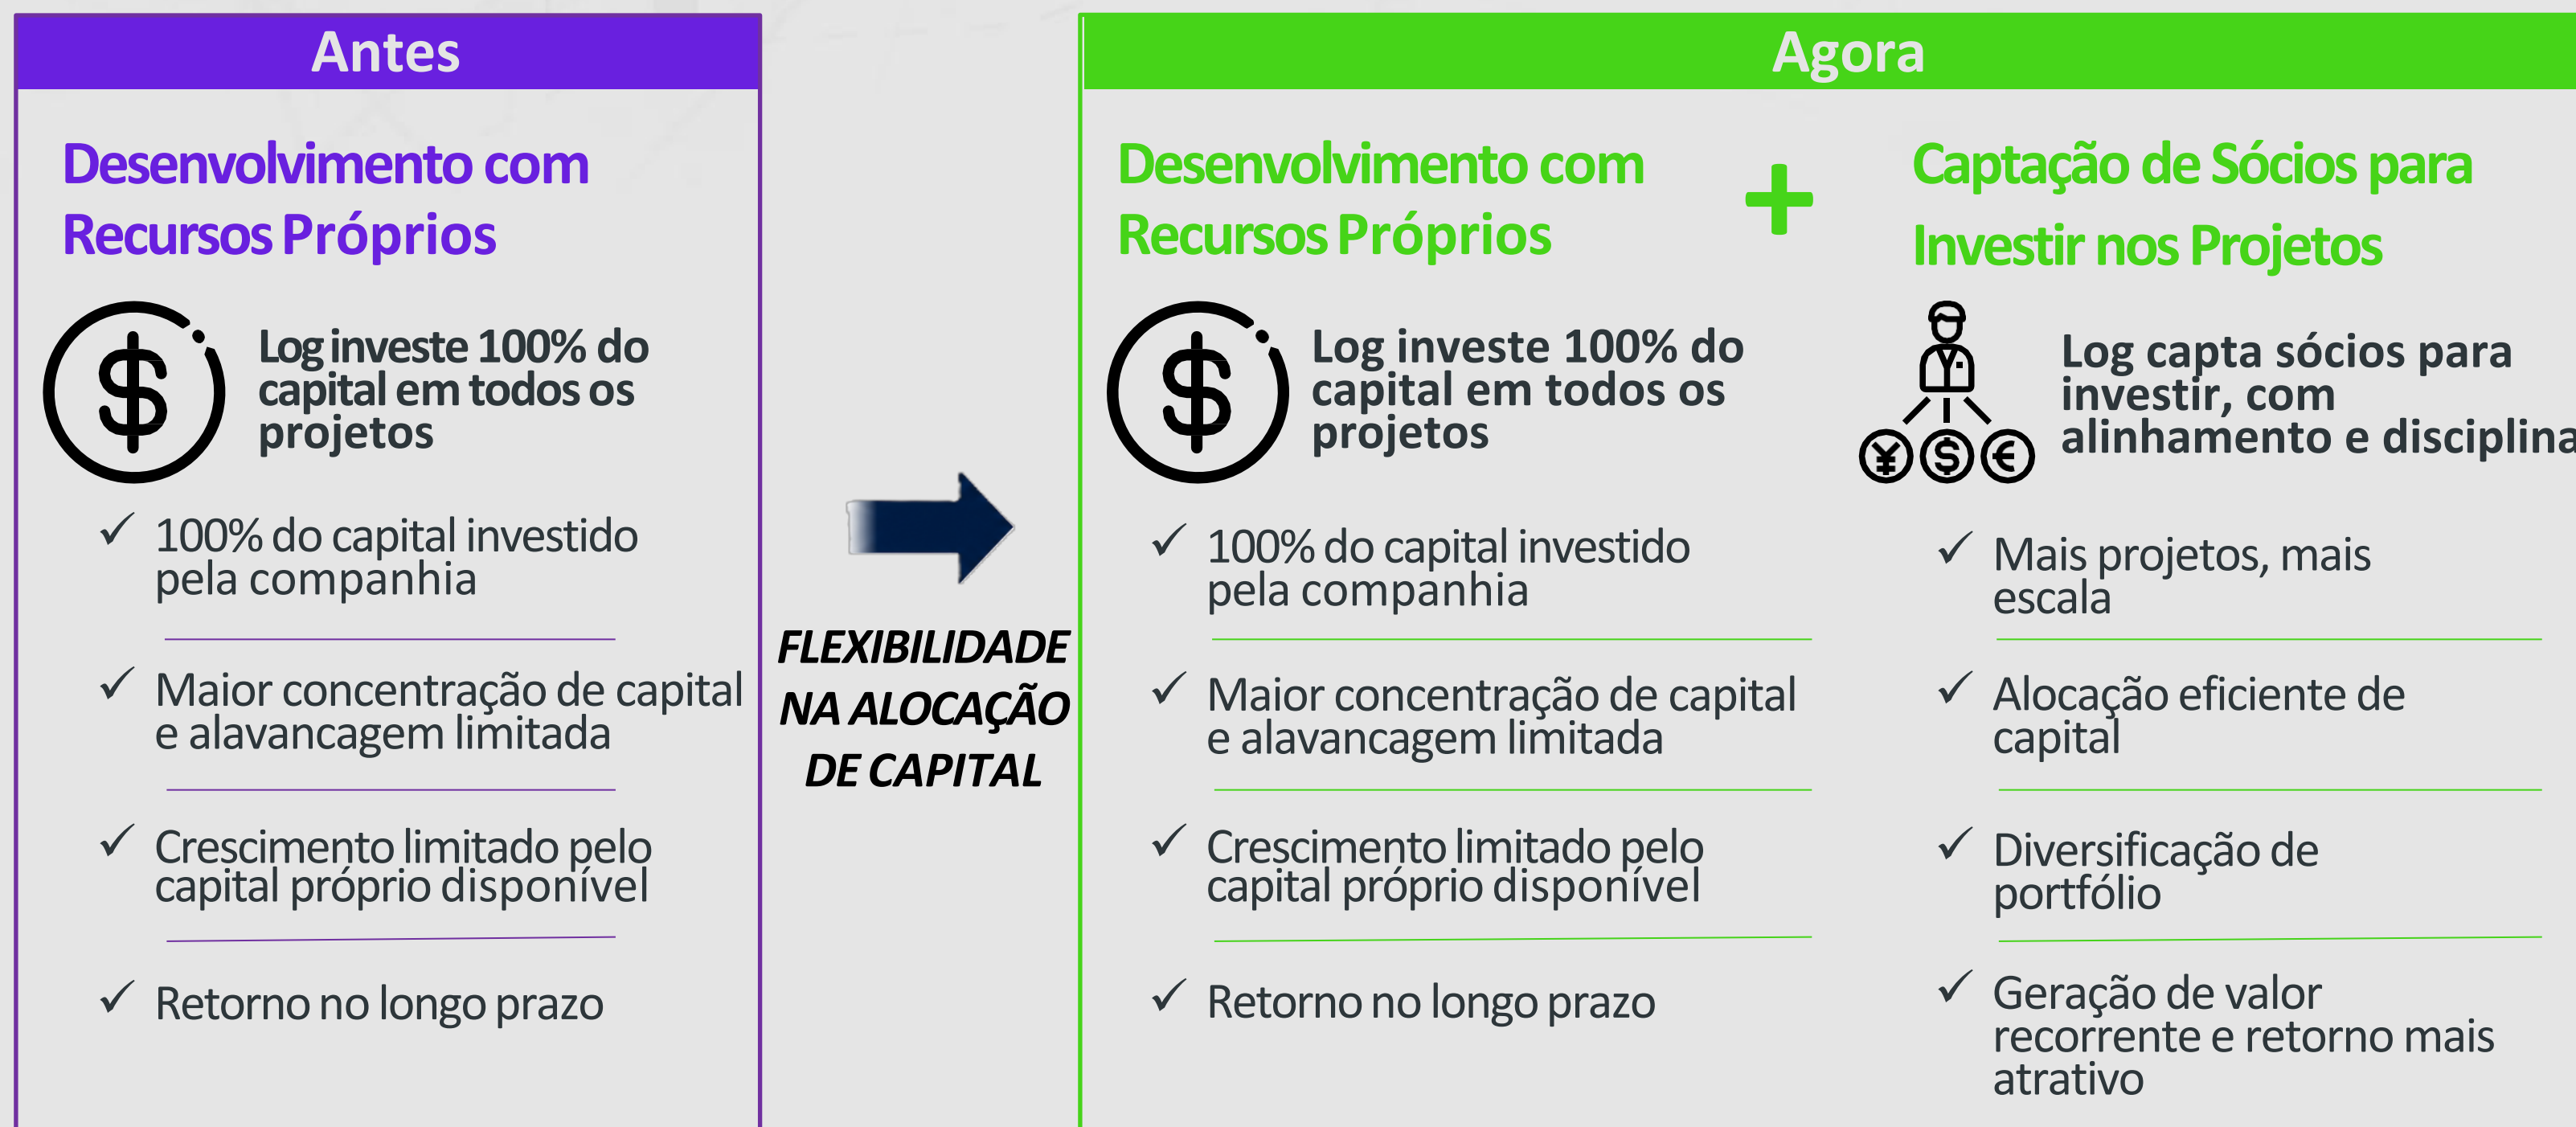 Antes
Desenvolvimento com
Recursos Próprios
Log investe 100% do
capital em todos os
projetos
✓ 100% do capital investido
pela companhia
✓ Maior concentração de capital
e alavancagem limitada
✓ Crescimento limitado pelo
capital próprio disponível
✓ Retorno no longo prazo
FLEXIBILIDADE
NA ALOCAÇÃO
DE CAPITAL
Agora
Desenvolvimento com
Recursos Próprios
$
Log investe 100% do
capital em todos os
projetos
✓ 100% do capital investido
pela companhia
✓ Maior concentração de capital
e alavancagem limitada
✓ Crescimento limitado pelo
capital próprio disponível
✓ Retorno no longo prazo
+
Captação de Sócios para
Investir nos Projetos
¥ $ €
Log capta sócios para
investir, com
alinhamento e disciplina
✓ Mais projetos, mais
escala
✓ Alocação eficiente de
capital
✓ Diversificação de
portfólio
✓ Geração de valor
recorrente e retorno mais
atrativo